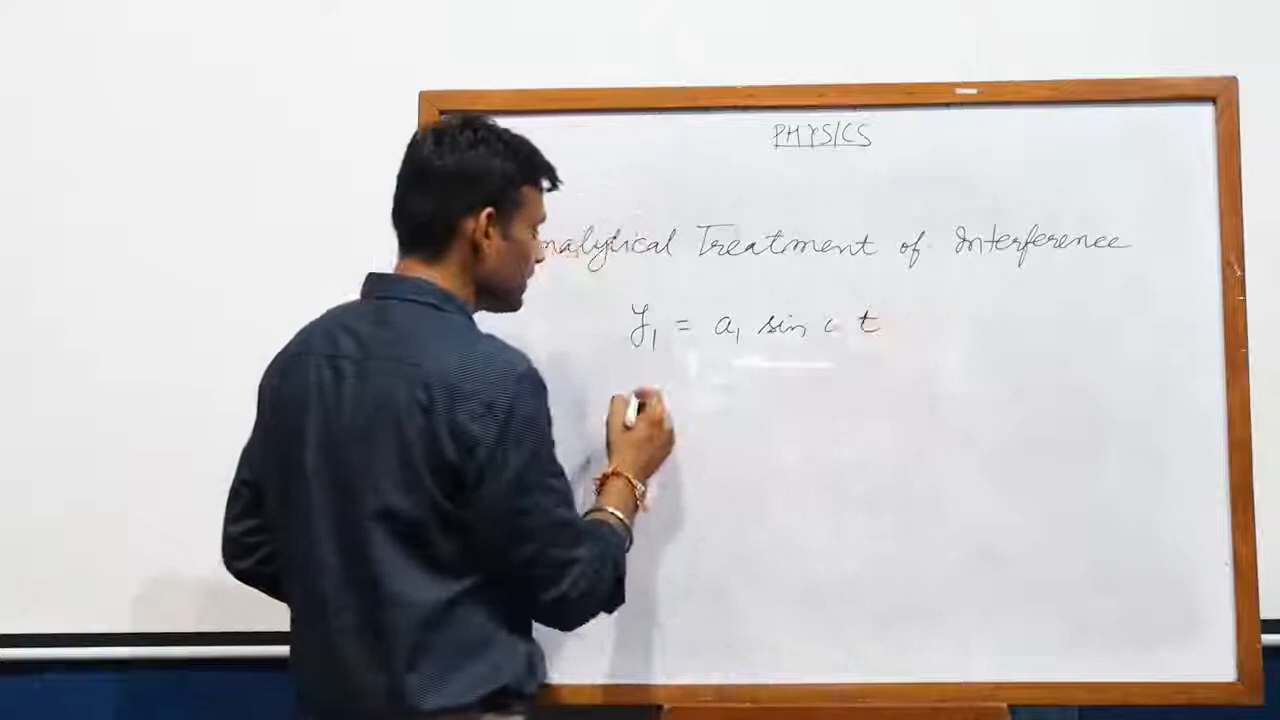 PHYSICS
nalytical Treatment of Interference
y₁ = a₁ sin t